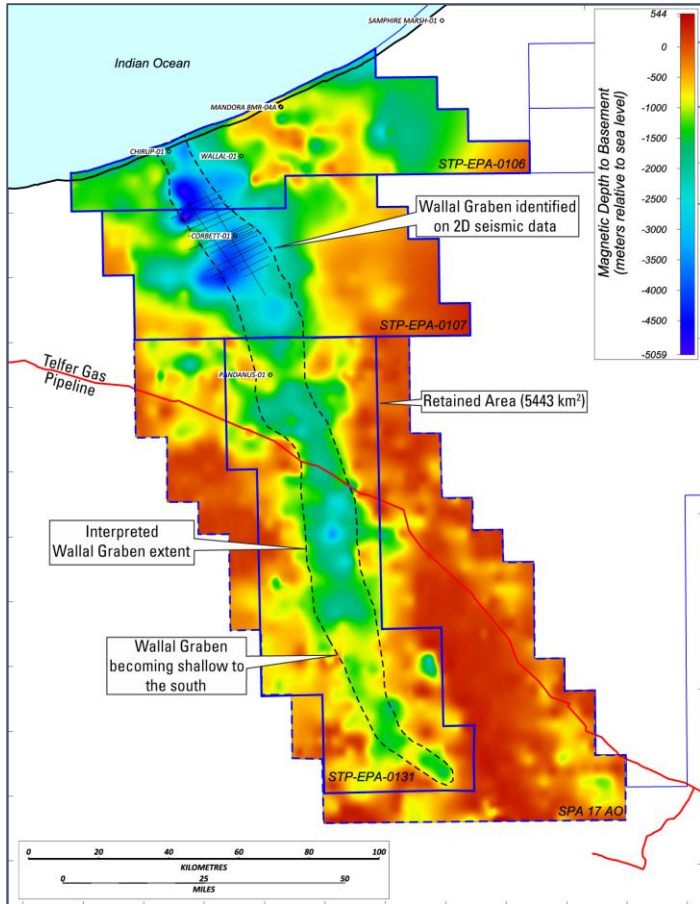 SAMPHIRE MARSH-01
Indian Ocean
MANDORA BMR-04A
CHIRUP-01
WALLAL-01
STP-EPA-0106
Wallal Graben identified
on 2D seismic data
CORBETT-01
STP-EPA-0107
Telfer Gas
Pipeline
PANDANUS-01
Retained Area (5443 km²)
Interpreted
Wallal Graben extent
Wallal Graben
becoming shallow to
the south
STP-EPA-0131
SPA 17 AO
Magnetic Depth to Basement
(meters relative to sea level)
544
0
-500
-1000
-1500
-2000
-2500
-3000
-3500
-4000
-4500
-5059
0 20 40 60 80 100
KILOMETRES
0 25 50
MILES